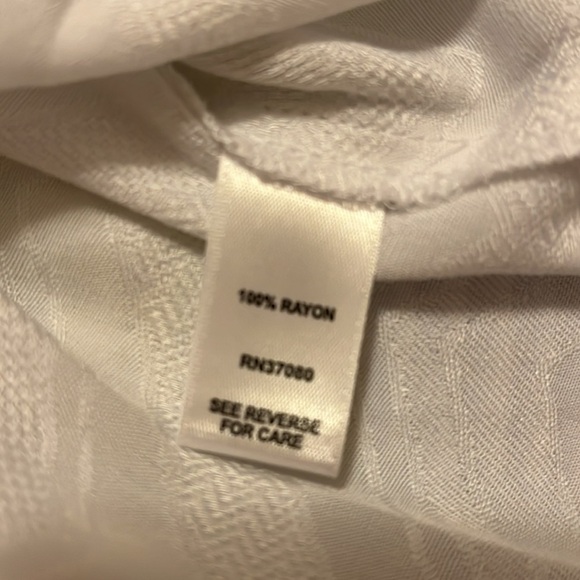 100% RAYON
RN37080
SEE REVERSE
FOR CARE